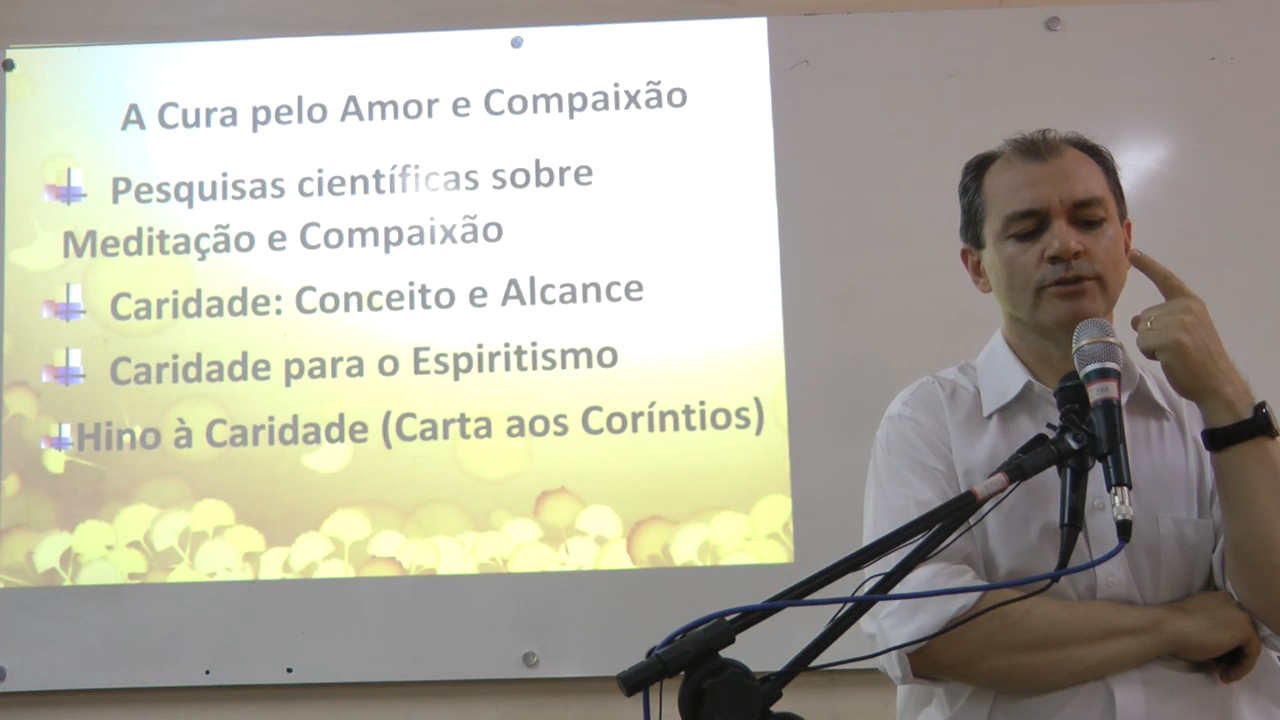 A Cura pelo Amor e Compaixão
Pesquisas científicas sobre
Meditação e Compaixão
Caridade: Conceito e Alcance
Caridade para o Espiritismo
Hino à Caridade (Carta aos Coríntios)